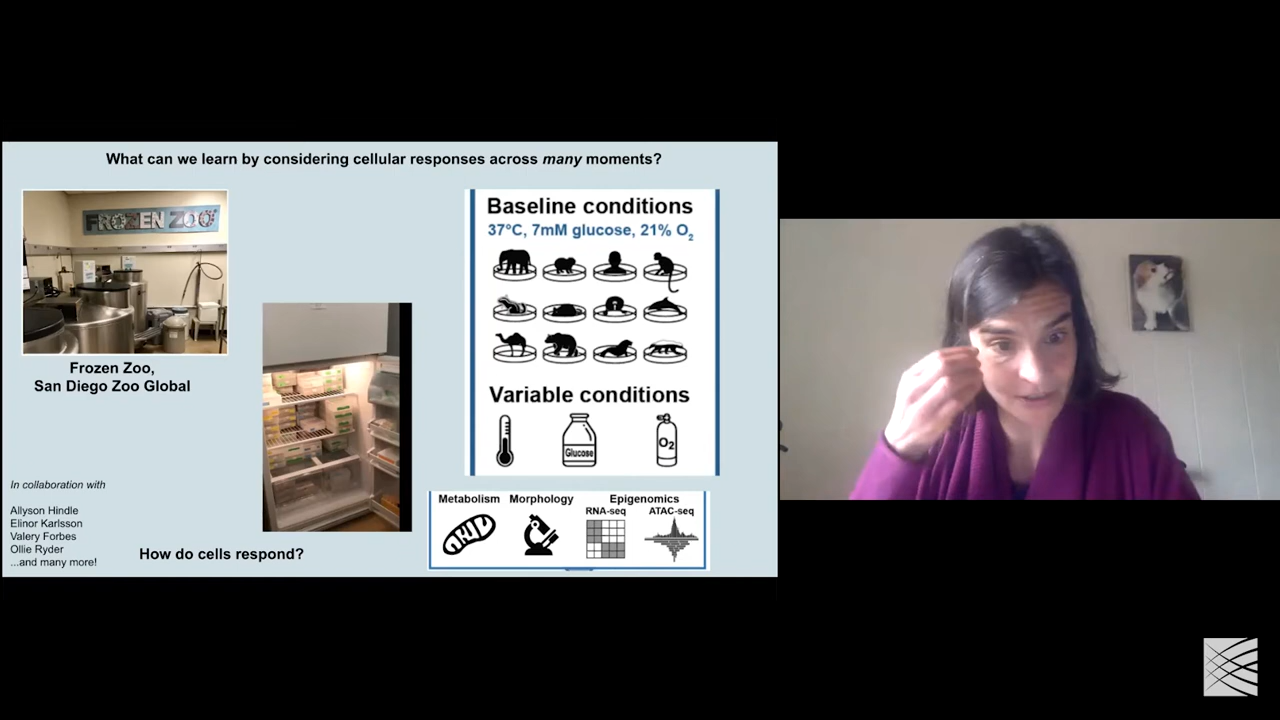 What can we learn by considering cellular responses across many moments?
FROZEN ZOO
Frozen Zoo,
San Diego Zoo Global
In collaboration with
Allyson Hindle
Elinor Karlsson
Valery Forbes
Ollie Ryder
...and many more!
How do cells respond?
Baseline conditions
37°C, 7mM glucose, 21% O2
Variable conditions
Glucose
O2
Metabolism Morphology Epigenomics
RNA-seq ATAC-seq